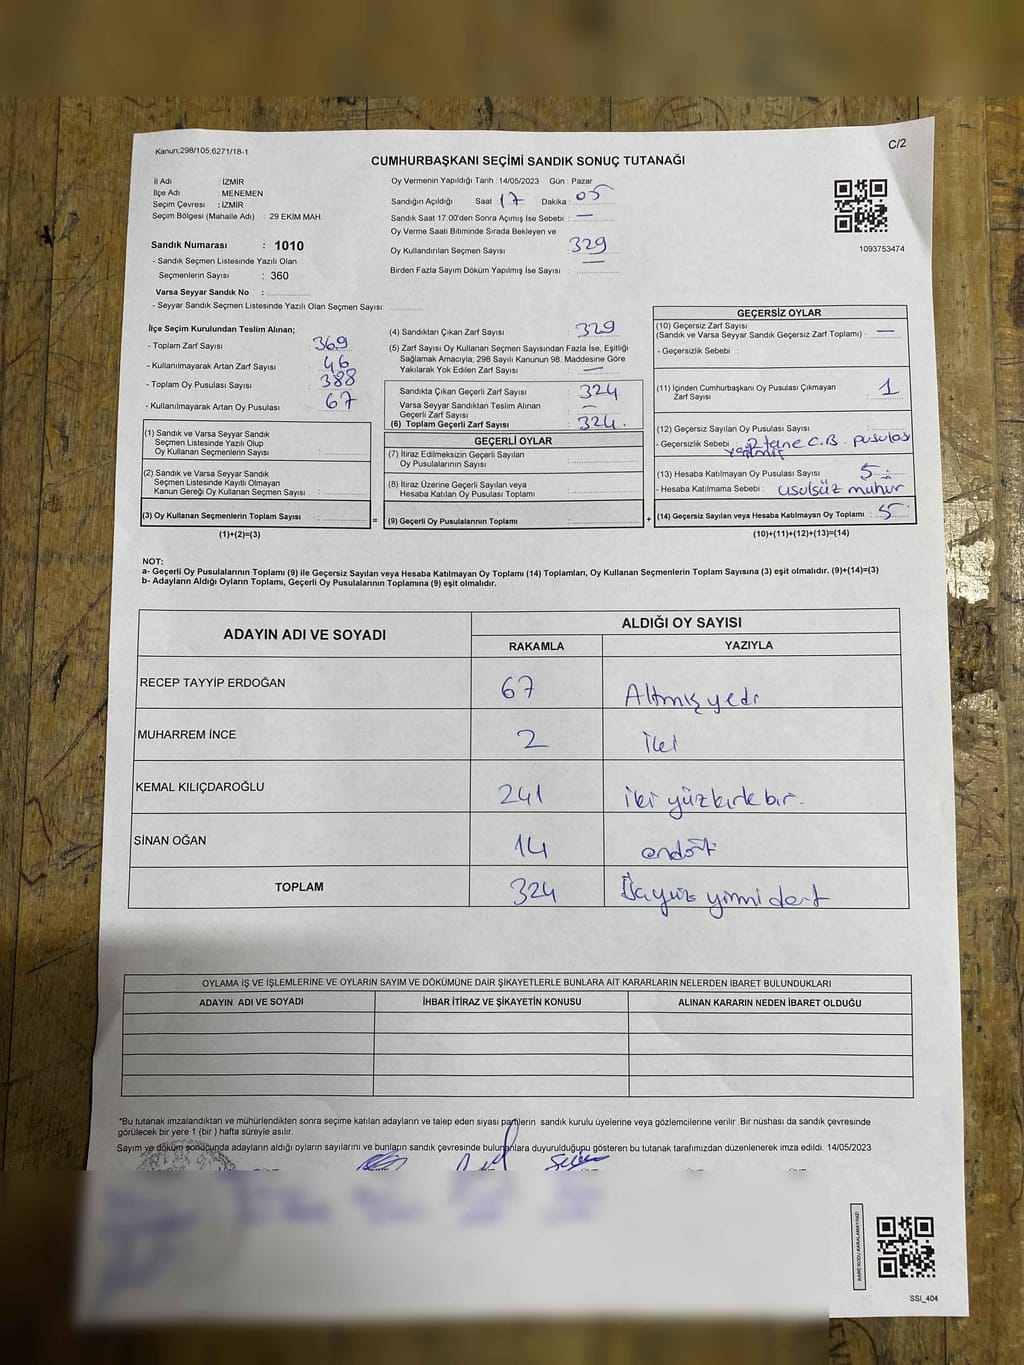 Kanun;298/105;6271/18-1
C/2
CUMHURBAŞKANI SEÇİMİ SANDIK SONUÇ TUTANAĞI
İl Adı : İZMİR
İlçe Adı : MENEMEN
Seçim Çevresi : İZMİR
Seçim Bölgesi (Mahalle Adı) : 29 EKİM MAH.
Sandık Numarası : 1010
- Sandık Seçmen Listesinde Yazılı Olan
Seçmenlerin Sayısı : 360
Varsa Seyyar Sandık No : ..............
- Seyyar Sandık Seçmen Listesinde Yazılı Olan Seçmen Sayısı: ............
Oy Vermenin Yapıldığı Tarih : 14/05/2023 Gün : Pazar
Sandığın Açıldığı Saat 17 Dakika : 05
Sandık Saat 17:00'den Sonra Açımış İse Sebebi : —
Oy Verme Saati Bitiminde Sırada Bekleyen ve
Oy Kullandırılan Seçmen Sayısı : 329
Birden Fazla Sayım Döküm Yapılmış İse Sayısı : —
1093753474
İlçe Seçim Kurulundan Teslim Alınan;
- Toplam Zarf Sayısı : 369
- Kullanılmayarak Artan Zarf Sayısı : 46
- Toplam Oy Pusulası Sayısı : 388
- Kullanılmayarak Artan Oy Pusulası : 67
(1) Sandık ve Varsa Seyyar Sandık
Seçmen Listesinde Yazılı Olup
Oy Kullanan Seçmenlerin Sayısı : ..............
(2) Sandık ve Varsa Seyyar Sandık
Seçmen Listesinde Kayıtlı Olmayan
Kanun Gereği Oy Kullanan Seçmen Sayısı : ..............
(3) Oy Kullanan Seçmenlerin Toplam Sayısı : .............. =
(1)+(2)=(3)
(4) Sandıktan Çıkan Zarf Sayısı : 329
(5) Zarf Sayısı Oy Kullanan Seçmen Sayısından Fazla İse, Eşitliği
Sağlamak Amacıyla; 298 Sayılı Kanunun 98. Maddesine Göre
Yakılarak Yok Edilen Zarf Sayısı : —
Sandıkta Çıkan Geçerli Zarf Sayısı : 324
Varsa Seyyar Sandıktan Teslim Alınan
Geçerli Zarf Sayısı : —
(6) Toplam Geçerli Zarf Sayısı : 324
GEÇERLİ OYLAR
(7) İtiraz Edilmeksizin Geçerli Sayılan
Oy Pusulalarının Sayısı : ..............
(8) İtiraz Üzerine Geçerli Sayılan ve
Hesaba Katılan Oy Pusulası Toplamı : ..............
(9) Geçerli Oy Pusulalarının Toplamı : .............. +
GEÇERSİZ OYLAR
(10) Geçersiz Zarf Sayısı
(Sandık ve Varsa Seyyar Sandık Geçersiz Zarf Toplamı) : —
- Geçersizlik Sebebi :
(11) İçinden Cumhurbaşkanı Oy Pusulası Çıkmayan
Zarf Sayısı : 1
(12) Geçersiz Sayılan Oy Pusulası Sayısı :
- Geçersizlik Sebebi : 2 tane C.B. pusulası
(13) Hesaba Katılmayan Oy Pusulası Sayısı : 5
- Hesaba Katılmama Sebebi : usulsüz mühür
(14) Geçersiz Sayılan veya Hesaba Katılmayan Oy Toplamı : 5
(10)+(11)+(12)+(13)=(14)
NOT:
a- Geçerli Oy Pusulalarının Toplamı (9) ile Geçersiz Sayılan veya Hesaba Katılmayan Oy Toplamı (14) Toplamları, Oy Kullanan Seçmenlerin Toplam Sayısına (3) eşit olmalıdır. (9)+(14)=(3)
b- Adayların Aldığı Oyların Toplamı, Geçerli Oy Pusulalarının Toplamına (9) eşit olmalıdır.
ADAYIN ADI VE SOYADI ALDIĞI OY SAYISI
RAKAMLA YAZIYLA
RECEP TAYYİP ERDOĞAN 67 Altmış yedi
MUHARREM İNCE 2 iki
KEMAL KILIÇDAROĞLU 241 iki yüz kırk bir.
SİNAN OĞAN 14 ondört
TOPLAM 324 Üçyüz yirmi dört
OYLAMA İŞ VE İŞLEMLERİNE VE OYLARIN SAYIM VE DÖKÜMÜNE DAİR ŞİKAYETLERLE BUNLARA AİT KARARLARIN NELERDEN İBARET BULUNDUKLARI
ADAYIN ADI VE SOYADI İHBAR İTİRAZ VE ŞİKAYETİN KONUSU ALINAN KARARIN NEDEN İBARET OLDUĞU
*Bu tutanak imzalandıktan ve mühürlendikten sonra seçime katılan adayların ve talep eden siyasi partilerin sandık kurulu üyelerine veya gözlemcilerine verilir. Bir nüshası da sandık çevresinde
görülecek bir yere 1 (bir ) hafta süreyle asılır.
Sayım ve döküm sonucunda adayların aldığı oyların sayılarını ve bunların sandık çevresinde bulunanlara duyurulduğunu gösteren bu tutanak tarafımızdan düzenlenerek imza edildi. 14/05/2023
KARE KODU KARALAMAYINIZ!
SSI_404